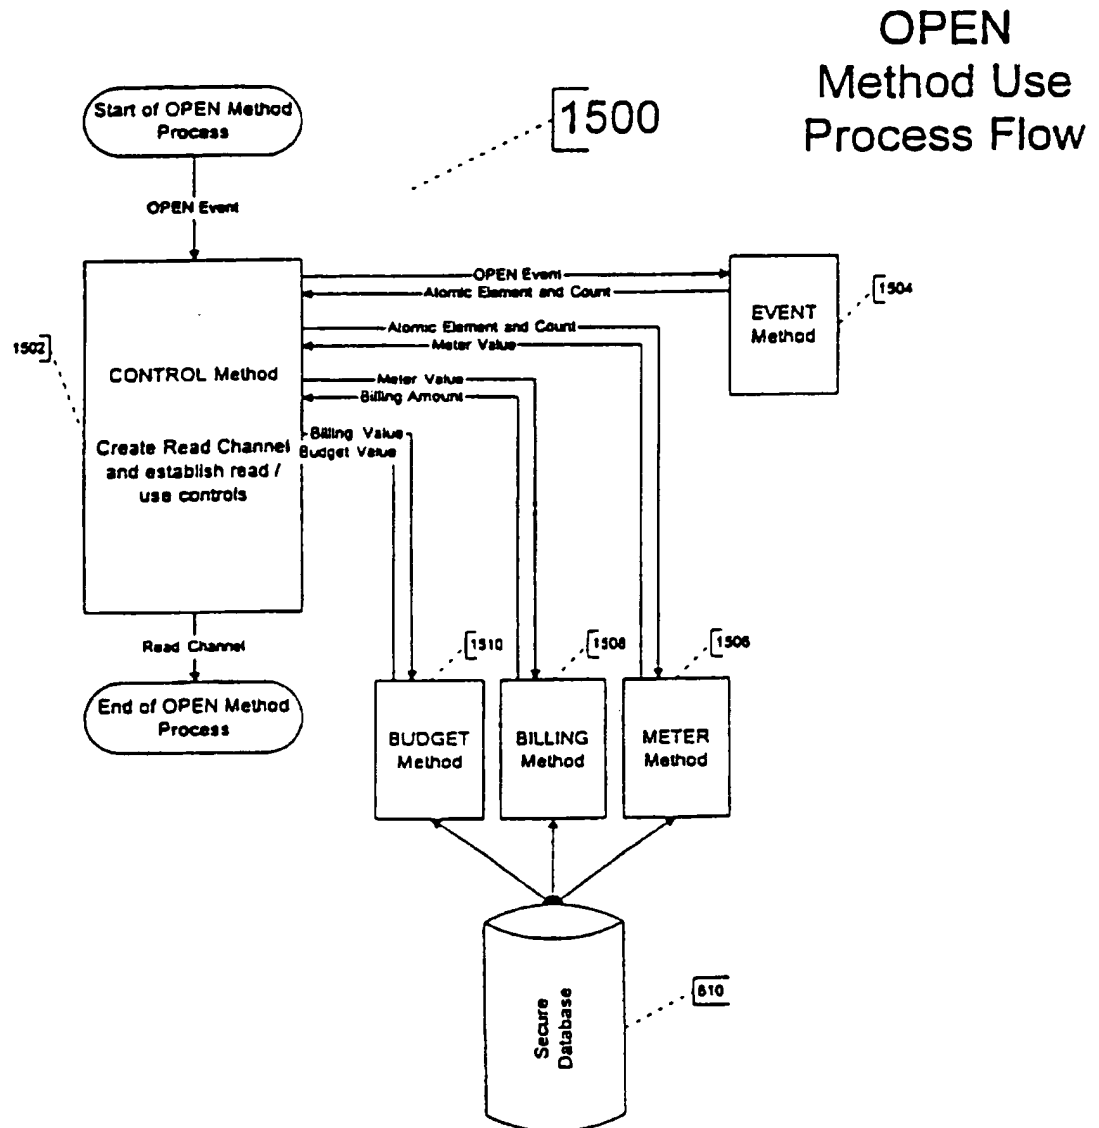 OPEN
Method Use
Process Flow
Start of OPEN Method
Process
1500
OPEN Event
OPEN Event
Atomic Element and Count
EVENT
Method
1504
Atomic Element and Count
Meter Value
1502
CONTROL Method
Meter Value
Billing Amount
Billing Value
Budget Value
Create Read Channel
and establish read /
use controls
Read Channel
1510
1508
1506
End of OPEN Method
Process
BUDGET
Method
BILLING
Method
METER
Method
Secure
Database
610